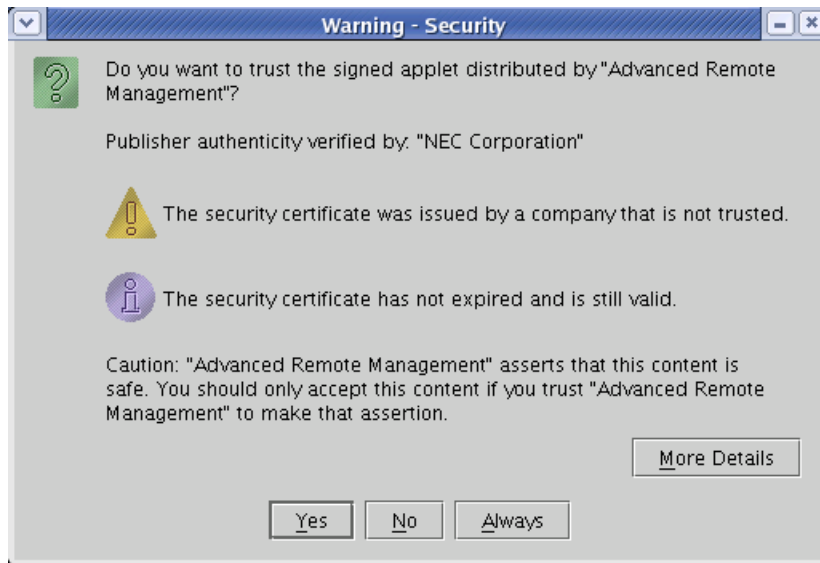 Warning - Security
Do you want to trust the signed applet distributed by "Advanced Remote
Management"?
Publisher authenticity verified by: "NEC Corporation"
The security certificate was issued by a company that is not trusted.
The security certificate has not expired and is still valid.
Caution: "Advanced Remote Management" asserts that this content is
safe. You should only accept this content if you trust "Advanced Remote
Management" to make that assertion.
More Details
Yes No Always